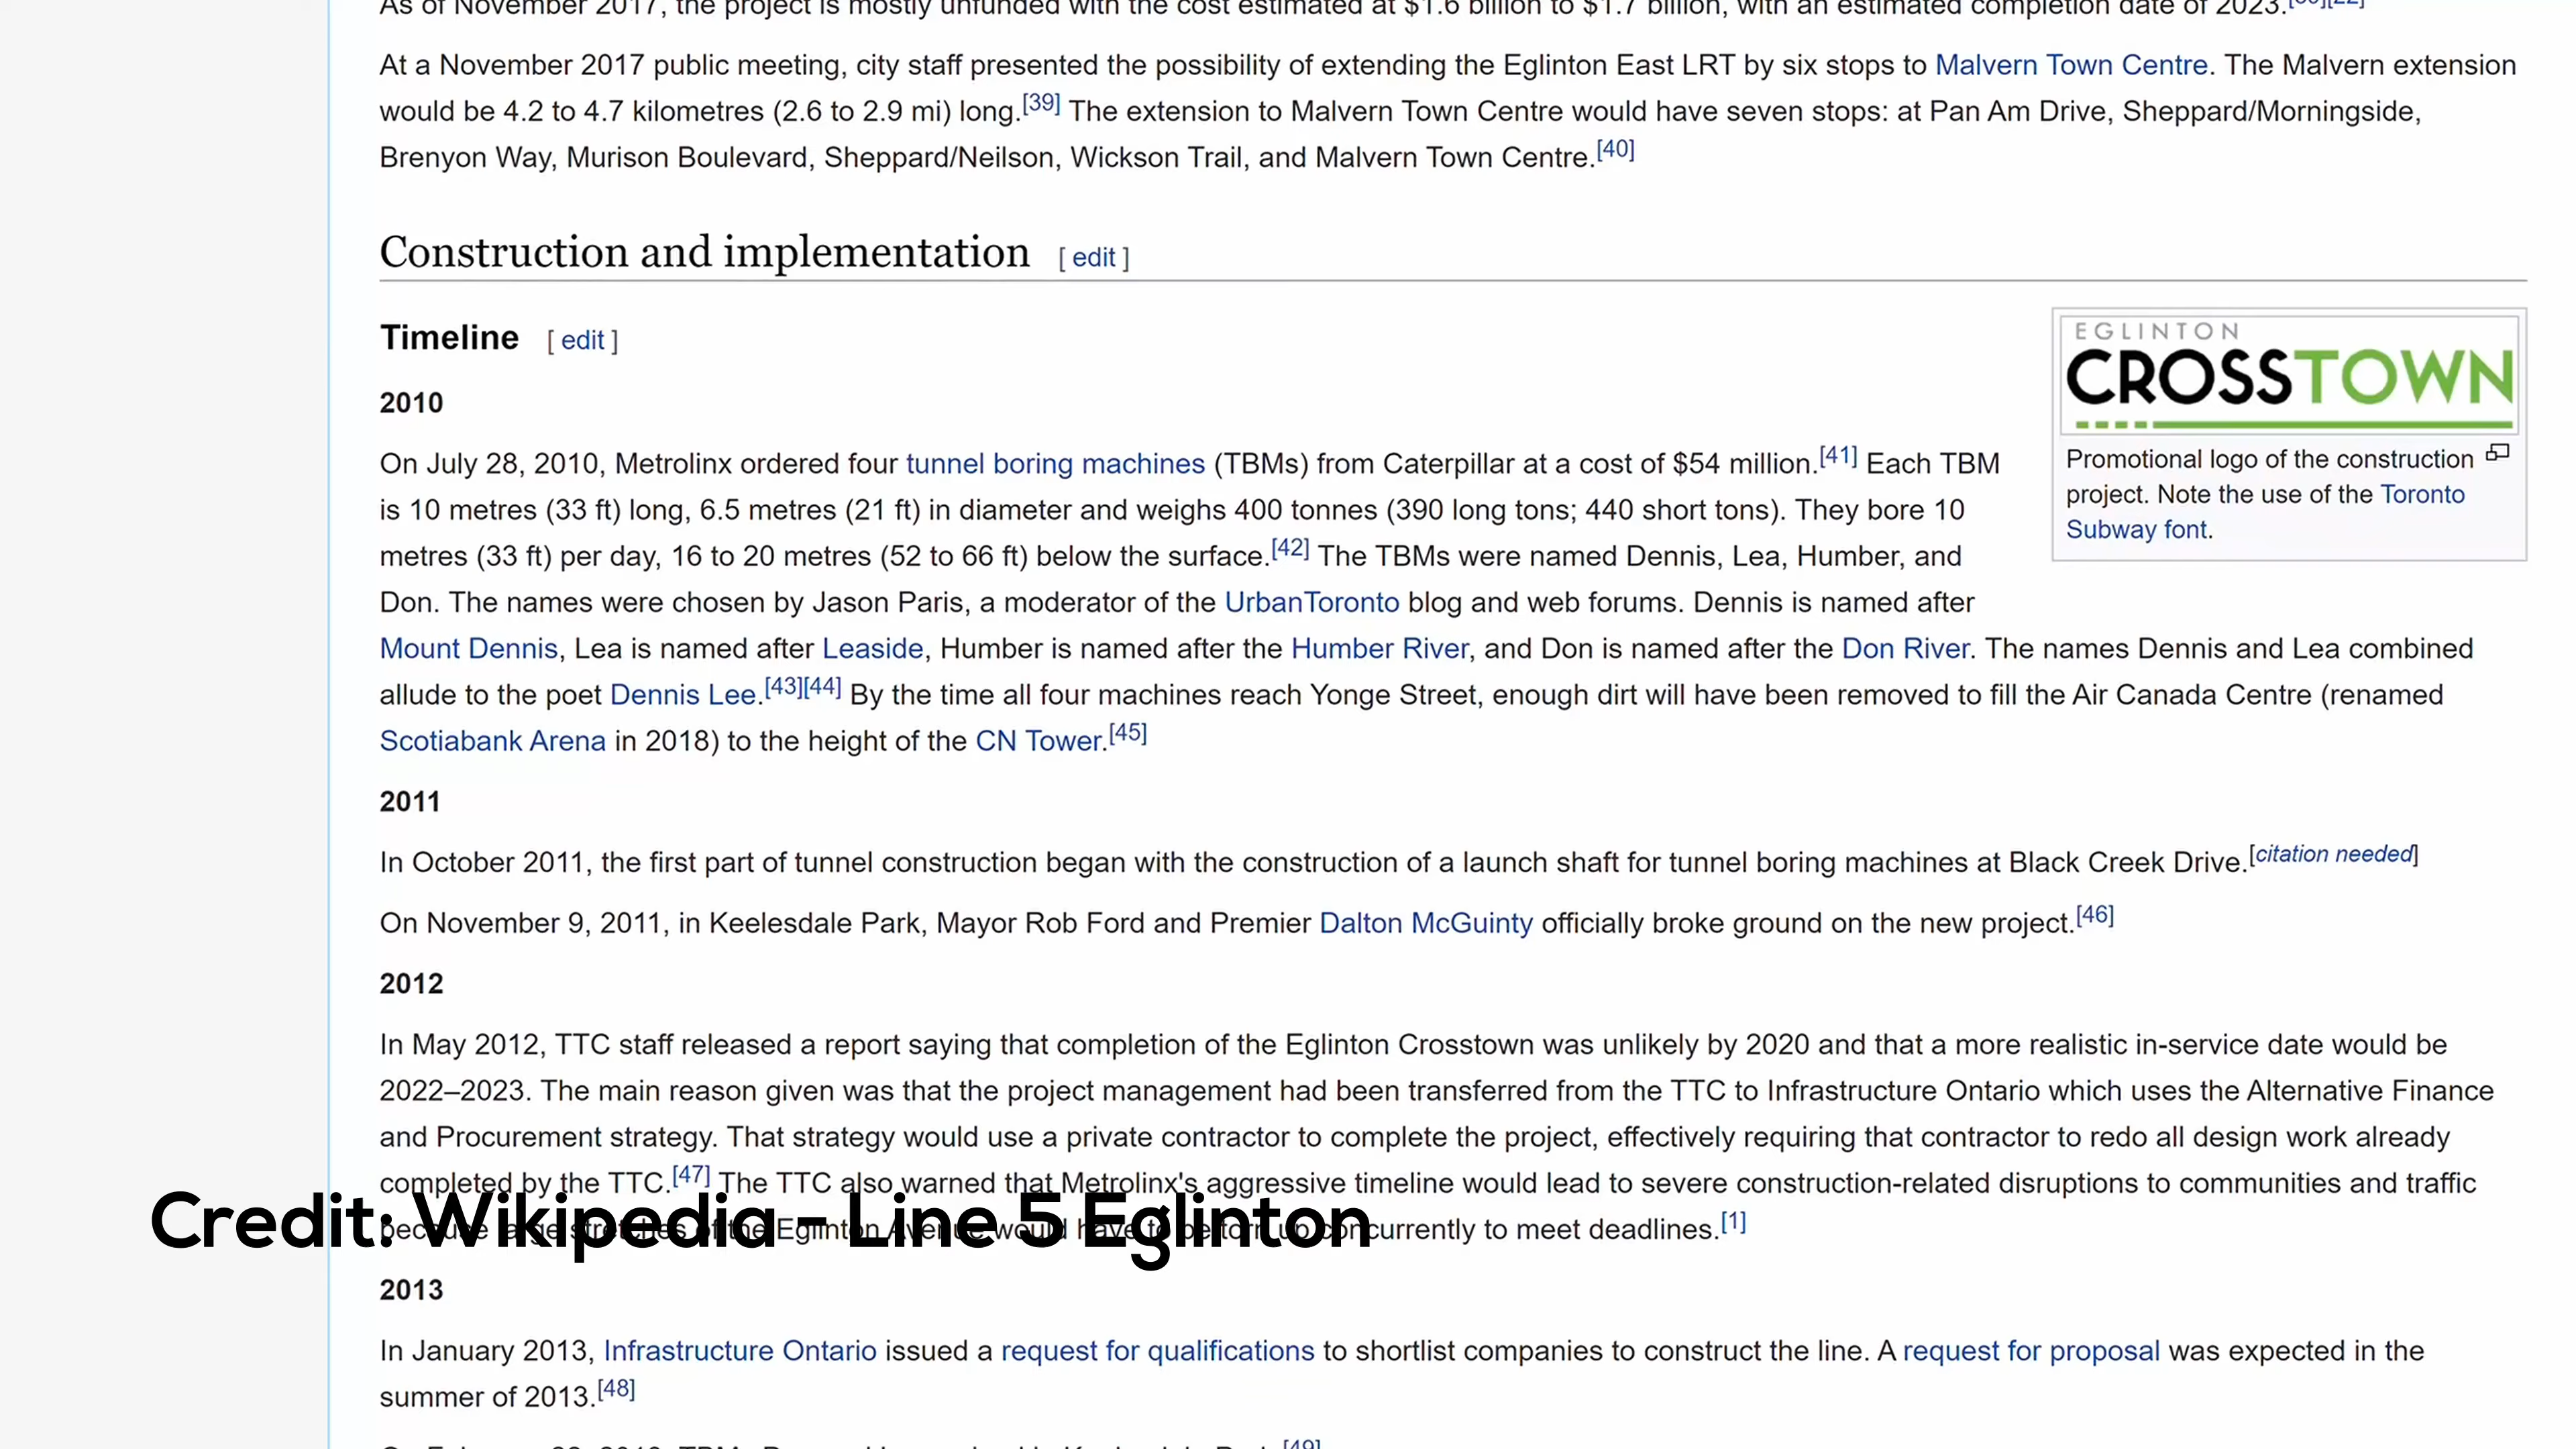 As of November 2017, the project is mostly unfunded with the cost estimated at $1.6 billion to $1.7 billion, with an estimated completion date of 2023.
At a November 2017 public meeting, city staff presented the possibility of extending the Eglinton East LRT by six stops to Malvern Town Centre. The Malvern extension
would be 4.2 to 4.7 kilometres (2.6 to 2.9 mi) long.[39] The extension to Malvern Town Centre would have seven stops: at Pan Am Drive, Sheppard/Morningside,
Brenyon Way, Murison Boulevard, Sheppard/Neilson, Wickson Trail, and Malvern Town Centre.[40]
Construction and implementation [ edit ]
Timeline [ edit ]
2010
On July 28, 2010, Metrolinx ordered four tunnel boring machines (TBMs) from Caterpillar at a cost of $54 million.[41] Each TBM
is 10 metres (33 ft) long, 6.5 metres (21 ft) in diameter and weighs 400 tonnes (390 long tons; 440 short tons). They bore 10
metres (33 ft) per day, 16 to 20 metres (52 to 66 ft) below the surface.[42] The TBMs were named Dennis, Lea, Humber, and
Don. The names were chosen by Jason Paris, a moderator of the UrbanToronto blog and web forums. Dennis is named after
Mount Dennis, Lea is named after Leaside, Humber is named after the Humber River, and Don is named after the Don River. The names Dennis and Lea combined
allude to the poet Dennis Lee.[43][44] By the time all four machines reach Yonge Street, enough dirt will have been removed to fill the Air Canada Centre (renamed
Scotiabank Arena in 2018) to the height of the CN Tower.[45]
EGLINTON
CROSSTOWN
Promotional logo of the construction
project. Note the use of the Toronto
Subway font.
2011
In October 2011, the first part of tunnel construction began with the construction of a launch shaft for tunnel boring machines at Black Creek Drive.[citation needed]
On November 9, 2011, in Keelesdale Park, Mayor Rob Ford and Premier Dalton McGuinty officially broke ground on the new project.[46]
2012
In May 2012, TTC staff released a report saying that completion of the Eglinton Crosstown was unlikely by 2020 and that a more realistic in-service date would be
2022–2023. The main reason given was that the project management had been transferred from the TTC to Infrastructure Ontario which uses the Alternative Finance
and Procurement strategy. That strategy would use a private contractor to complete the project, effectively requiring that contractor to redo all design work already
completed by the TTC.[47] The TTC also warned that Metrolinx's aggressive timeline would lead to severe construction-related disruptions to communities and traffic
because large stretches of the Eglinton Avenue would have to be torn up concurrently to meet deadlines.[1]
Credit: Wikipedia - Line 5 Eglinton
2013
In January 2013, Infrastructure Ontario issued a request for qualifications to shortlist companies to construct the line. A request for proposal was expected in the
summer of 2013.[48]